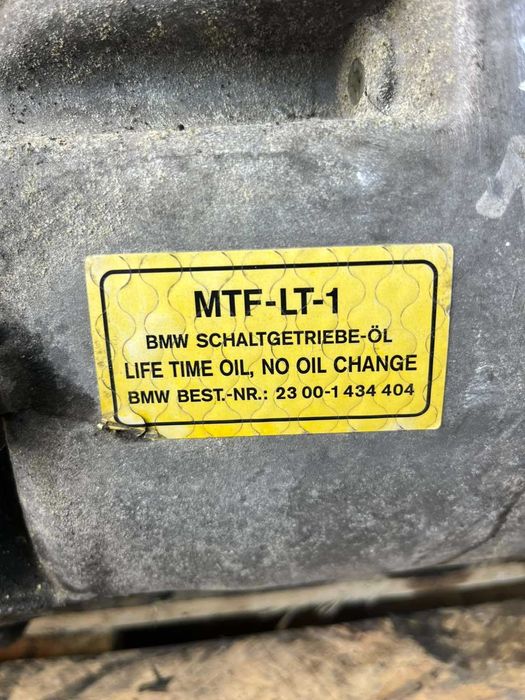 MTF-LT-1
BMW SCHALTGETRIEBE-ÖL
LIFE TIME OIL, NO OIL CHANGE
BMW BEST.-NR.: 23 00-1 434 404